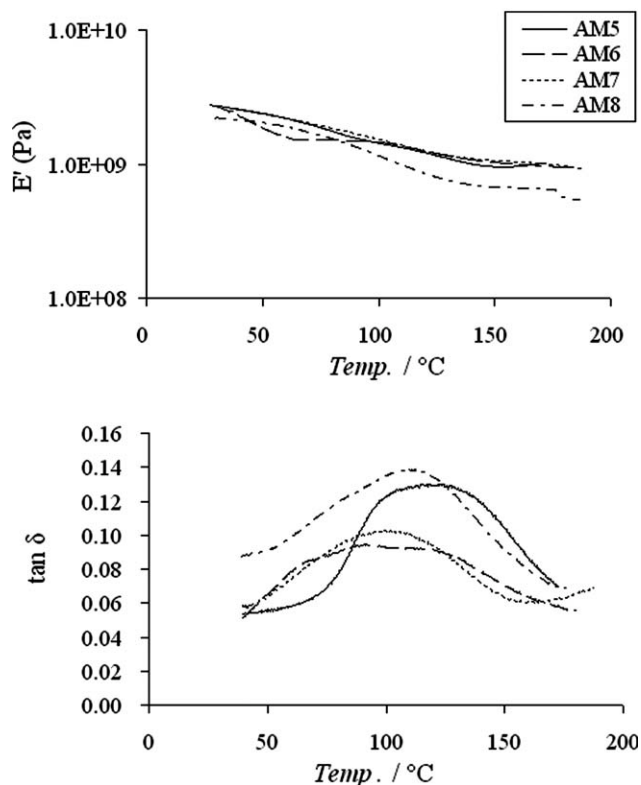 1.0E+10
1.0E+09
1.0E+08
E' (Pa)
0 50 100 150 200
Temp. / °C
AM5
AM6
AM7
AM8
0.16
0.14
0.12
0.10
0.08
0.06
0.04
0.02
0.00
tan δ
0 50 100 150 200
Temp. / °C